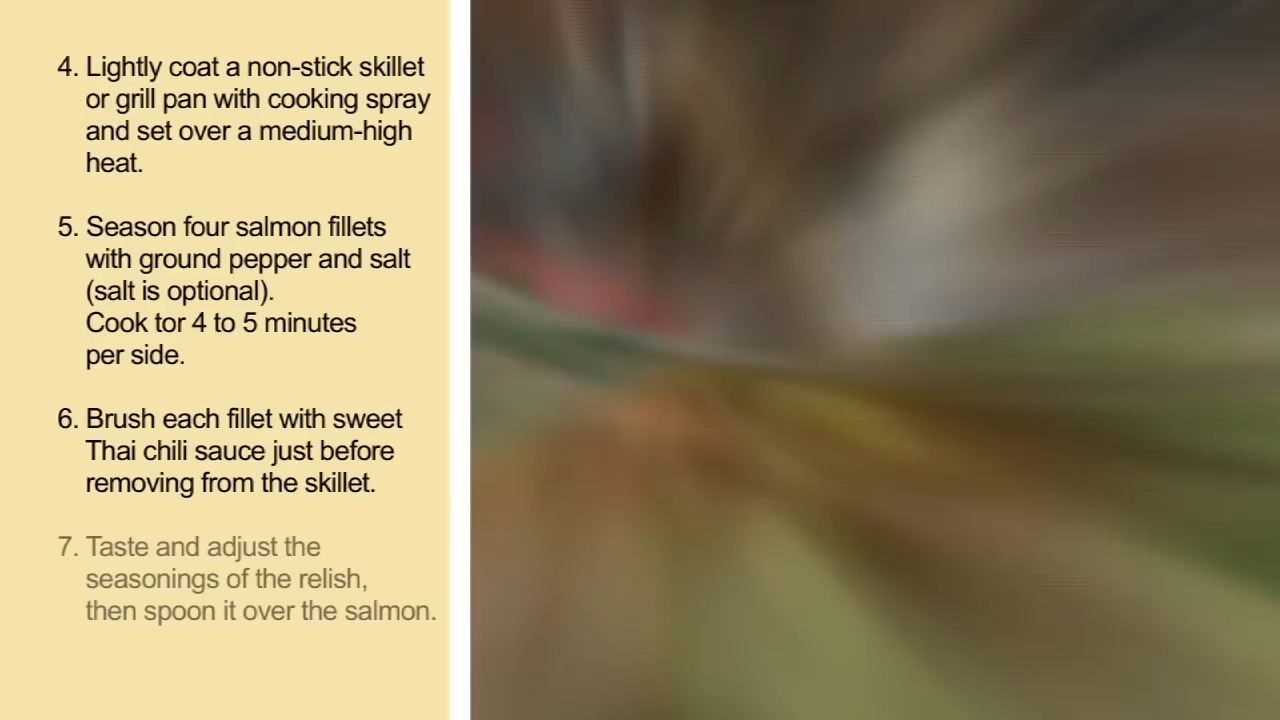 4. Lightly coat a non-stick skillet
or grill pan with cooking spray
and set over a medium-high
heat.
5. Season four salmon fillets
with ground pepper and salt
(salt is optional).
Cook tor 4 to 5 minutes
per side.
6. Brush each fillet with sweet
Thai chili sauce just before
removing from the skillet.
7. Taste and adjust the
seasonings of the relish,
then spoon it over the salmon.